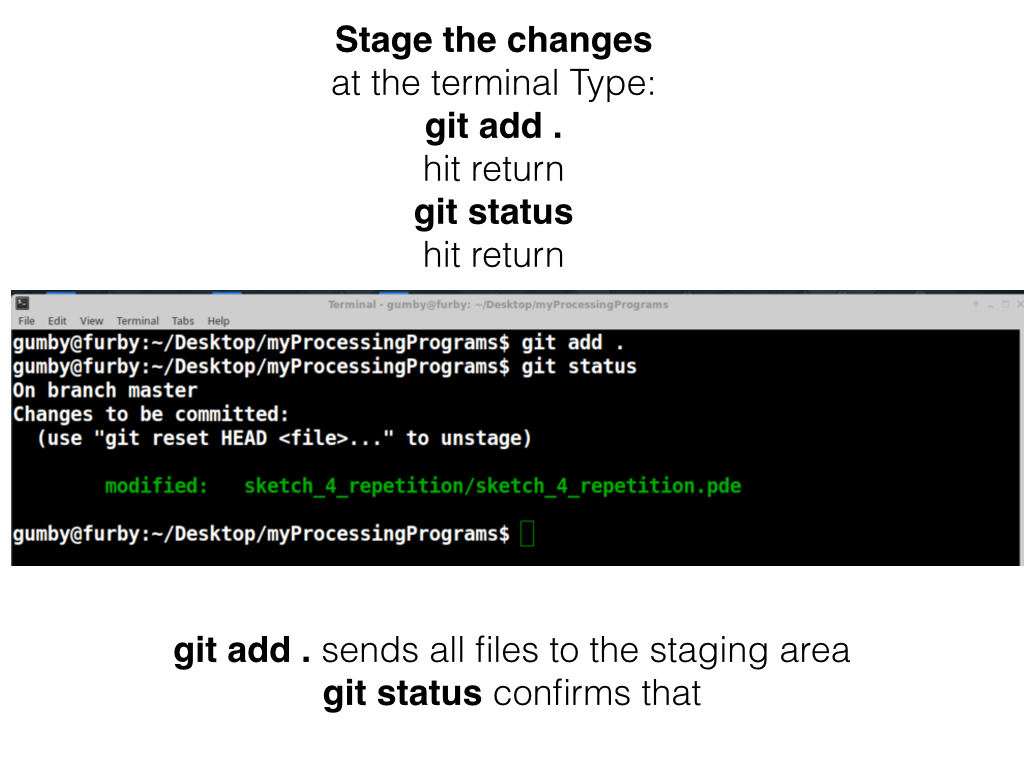 Stage the changes
at the terminal Type:
git add .
hit return
git status
hit return
Terminal - gumby@furby: ~/Desktop/myProcessingPrograms
File Edit View Terminal Tabs Help
gumby@furby:~/Desktop/myProcessingPrograms$ git add .
gumby@furby:~/Desktop/myProcessingPrograms$ git status
On branch master
Changes to be committed:
(use "git reset HEAD <file>..." to unstage)
modified: sketch_4_repetition/sketch_4_repetition.pde
gumby@furby:~/Desktop/myProcessingPrograms$
git add . sends all files to the staging area
git status confirms that